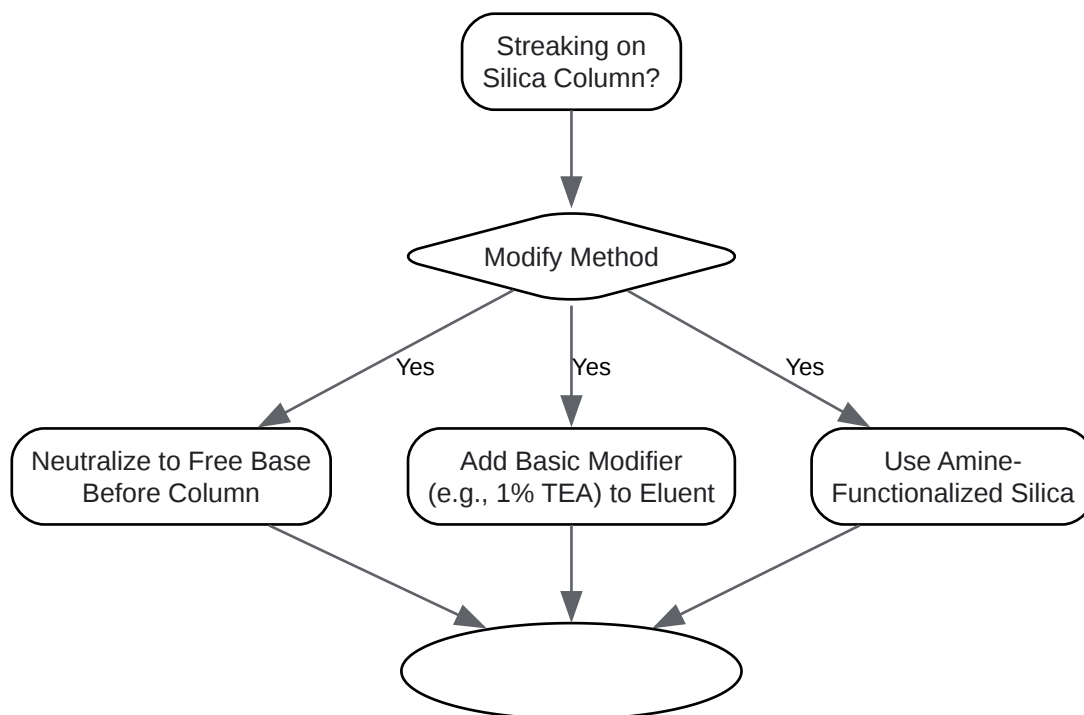 Streaking on
Silica Column?
Modify Method
Yes
Yes
Yes
Neutralize to Free Base
Before Column
Add Basic Modifier
(e.g., 1% TEA) to Eluent
Use Amine-
Functionalized Silica